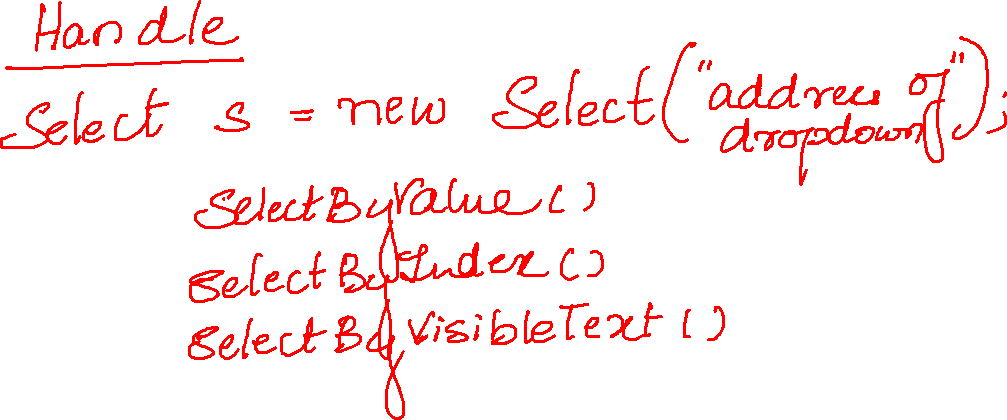 Handle
Select s = new Select("address of dropdown");
SelectByValue()
SelectByIndex()
SelectByVisibleText()